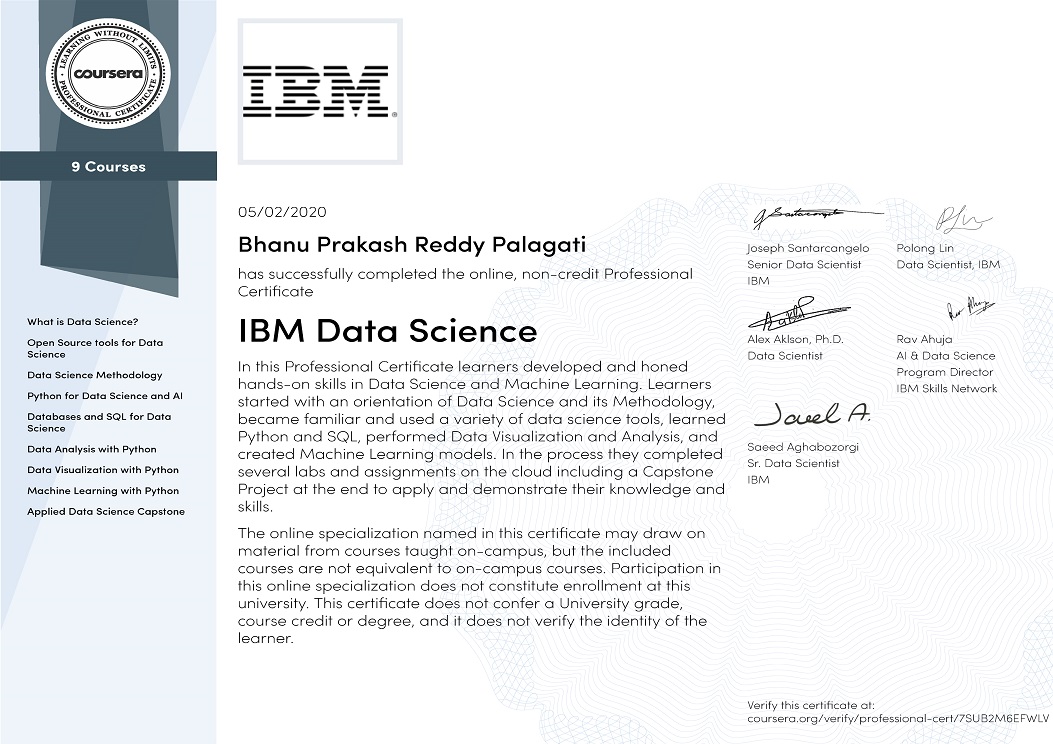 LEARNING WITHOUT LIMITS
coursera
PROFESSIONAL CERTIFICATE
9 Courses
What is Data Science?
Open Source tools for Data
Science
Data Science Methodology
Python for Data Science and AI
Databases and SQL for Data
Science
Data Analysis with Python
Data Visualization with Python
Machine Learning with Python
Applied Data Science Capstone
IBM®
05/02/2020
Bhanu Prakash Reddy Palagati
has successfully completed the online, non-credit Professional
Certificate
IBM Data Science
In this Professional Certificate learners developed and honed
hands-on skills in Data Science and Machine Learning. Learners
started with an orientation of Data Science and its Methodology,
became familiar and used a variety of data science tools, learned
Python and SQL, performed Data Visualization and Analysis, and
created Machine Learning models. In the process they completed
several labs and assignments on the cloud including a Capstone
Project at the end to apply and demonstrate their knowledge and
skills.
The online specialization named in this certificate may draw on
material from courses taught on-campus, but the included
courses are not equivalent to on-campus courses. Participation in
this online specialization does not constitute enrollment at this
university. This certificate does not confer a University grade,
course credit or degree, and it does not verify the identity of the
learner.
Joseph Santarcangelo
Senior Data Scientist
IBM
Polong Lin
Data Scientist, IBM
Alex Aklson, Ph.D.
Data Scientist
Rav Ahuja
AI & Data Science
Program Director
IBM Skills Network
Saeed Aghabozorgi
Sr. Data Scientist
IBM
Verify this certificate at:
coursera.org/verify/professional-cert/7SUB2M6EFWLV